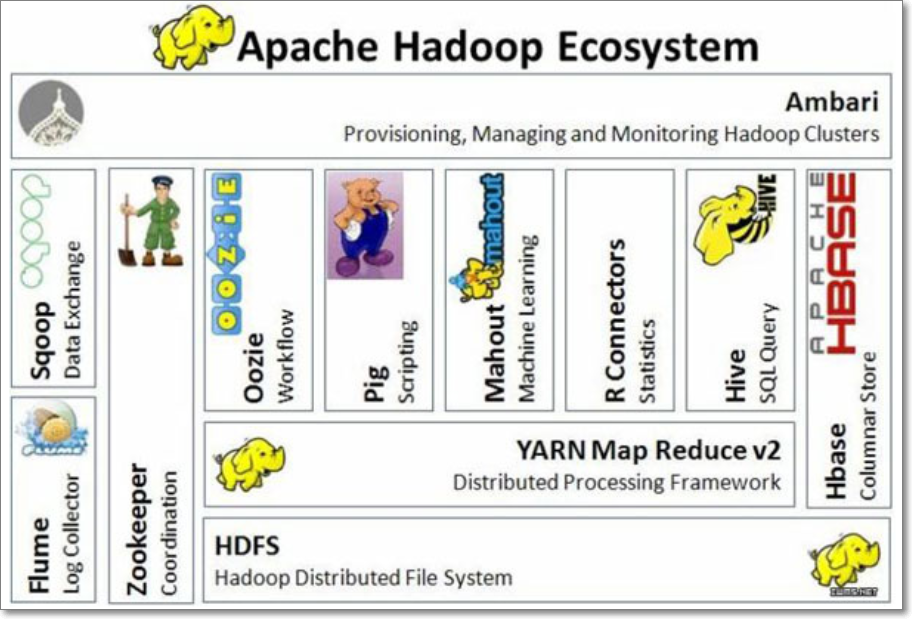 Apache Hadoop Ecosystem
Ambari
Provisioning, Managing and Monitoring Hadoop Clusters
sqoop
Sqoop
Data Exchange
FLUME
Flume
Log Collector
Zookeeper
Coordination
OOZIE
Oozie
Workflow
Pig
Scripting
mahout
Mahout
Machine Learning
R Connectors
Statistics
HIVE
Hive
SQL Query
APACHE
HBASE
Hbase
Columnar Store
YARN Map Reduce v2
Distributed Processing Framework
HDFS
Hadoop Distributed File System